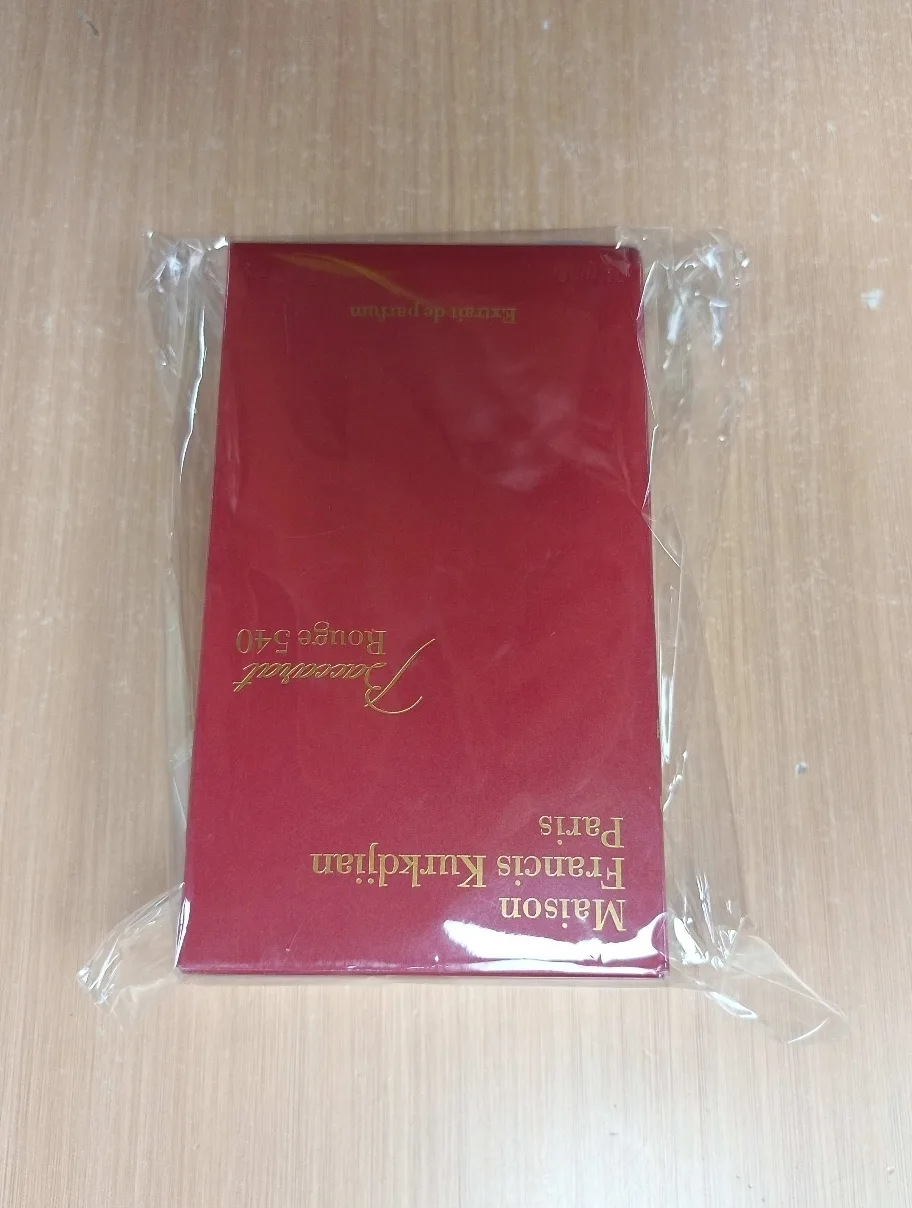 Maison
Francis Kurkdjian
Paris
Baccarat
Rouge 540
Extrait de parfum